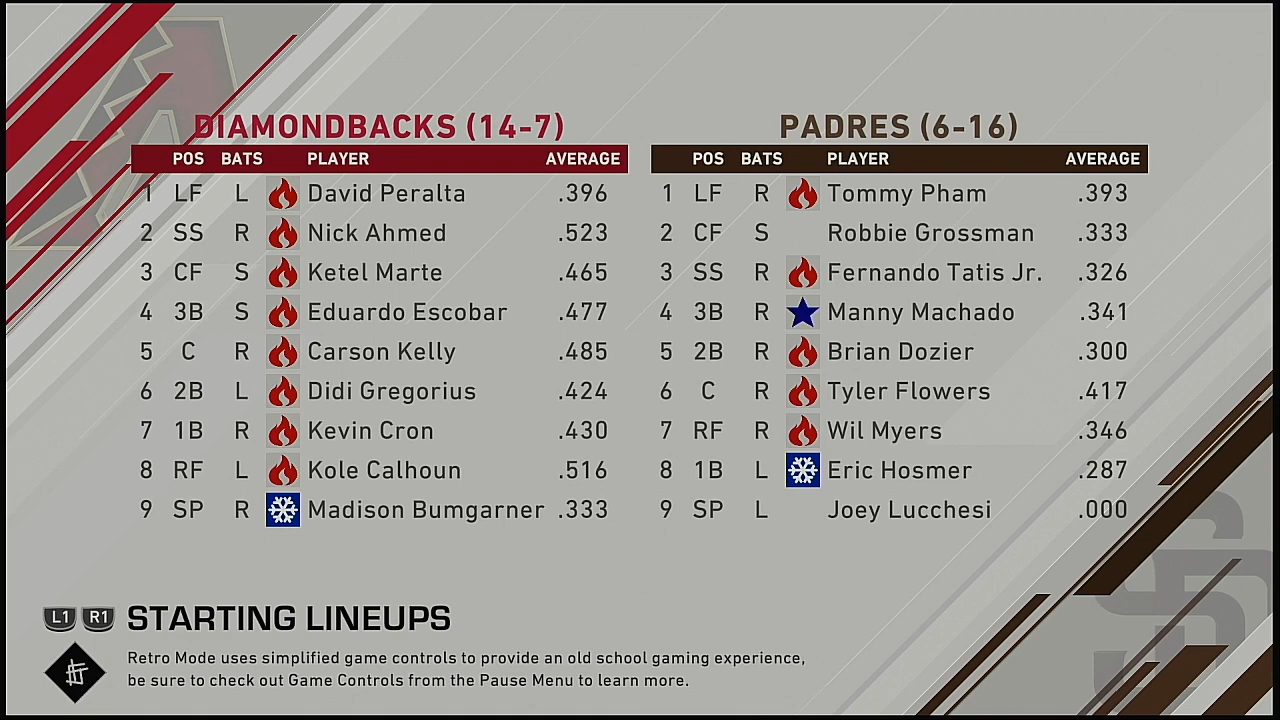 DIAMONDBACKS (14-7)
POS BATS PLAYER AVERAGE
1 LF L David Peralta .396
2 SS R Nick Ahmed .523
3 CF S Ketel Marte .465
4 3B S Eduardo Escobar .477
5 C R Carson Kelly .485
6 2B L Didi Gregorius .424
7 1B R Kevin Cron .430
8 RF L Kole Calhoun .516
9 SP R Madison Bumgarner .333
PADRES (6-16)
POS BATS PLAYER AVERAGE
1 LF R Tommy Pham .393
2 CF S Robbie Grossman .333
3 SS R Fernando Tatis Jr. .326
4 3B R Manny Machado .341
5 2B R Brian Dozier .300
6 C R Tyler Flowers .417
7 RF R Wil Myers .346
8 1B L Eric Hosmer .287
9 SP L Joey Lucchesi .000
L1 R1 STARTING LINEUPS
Retro Mode uses simplified game controls to provide an old school gaming experience,
be sure to check out Game Controls from the Pause Menu to learn more.